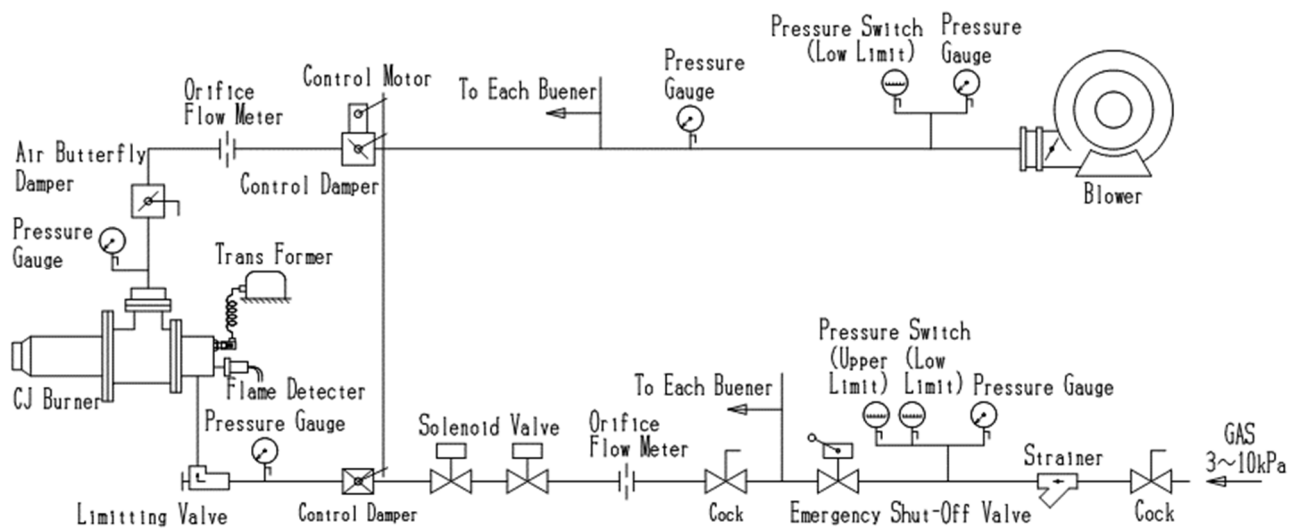 Pressure Switch
(Low Limit)
Pressure
Gauge
Pressure
Gauge
Control Motor
To Each Buener
Orifice
Flow Meter
Air Butterfly
Damper
Control Damper
Blower
Pressure
Gauge
Trans Former
CJ Burner
Flame Detecter
Pressure Switch
(Upper
Limit)
(Low
Limit)
Pressure Gauge
To Each Buener
Pressure Gauge
Solenoid Valve
Orifice
Flow Meter
Strainer
GAS
3～10kPa
Limitting Valve
Control Damper
Cock
Emergency Shut-Off Valve
Cock